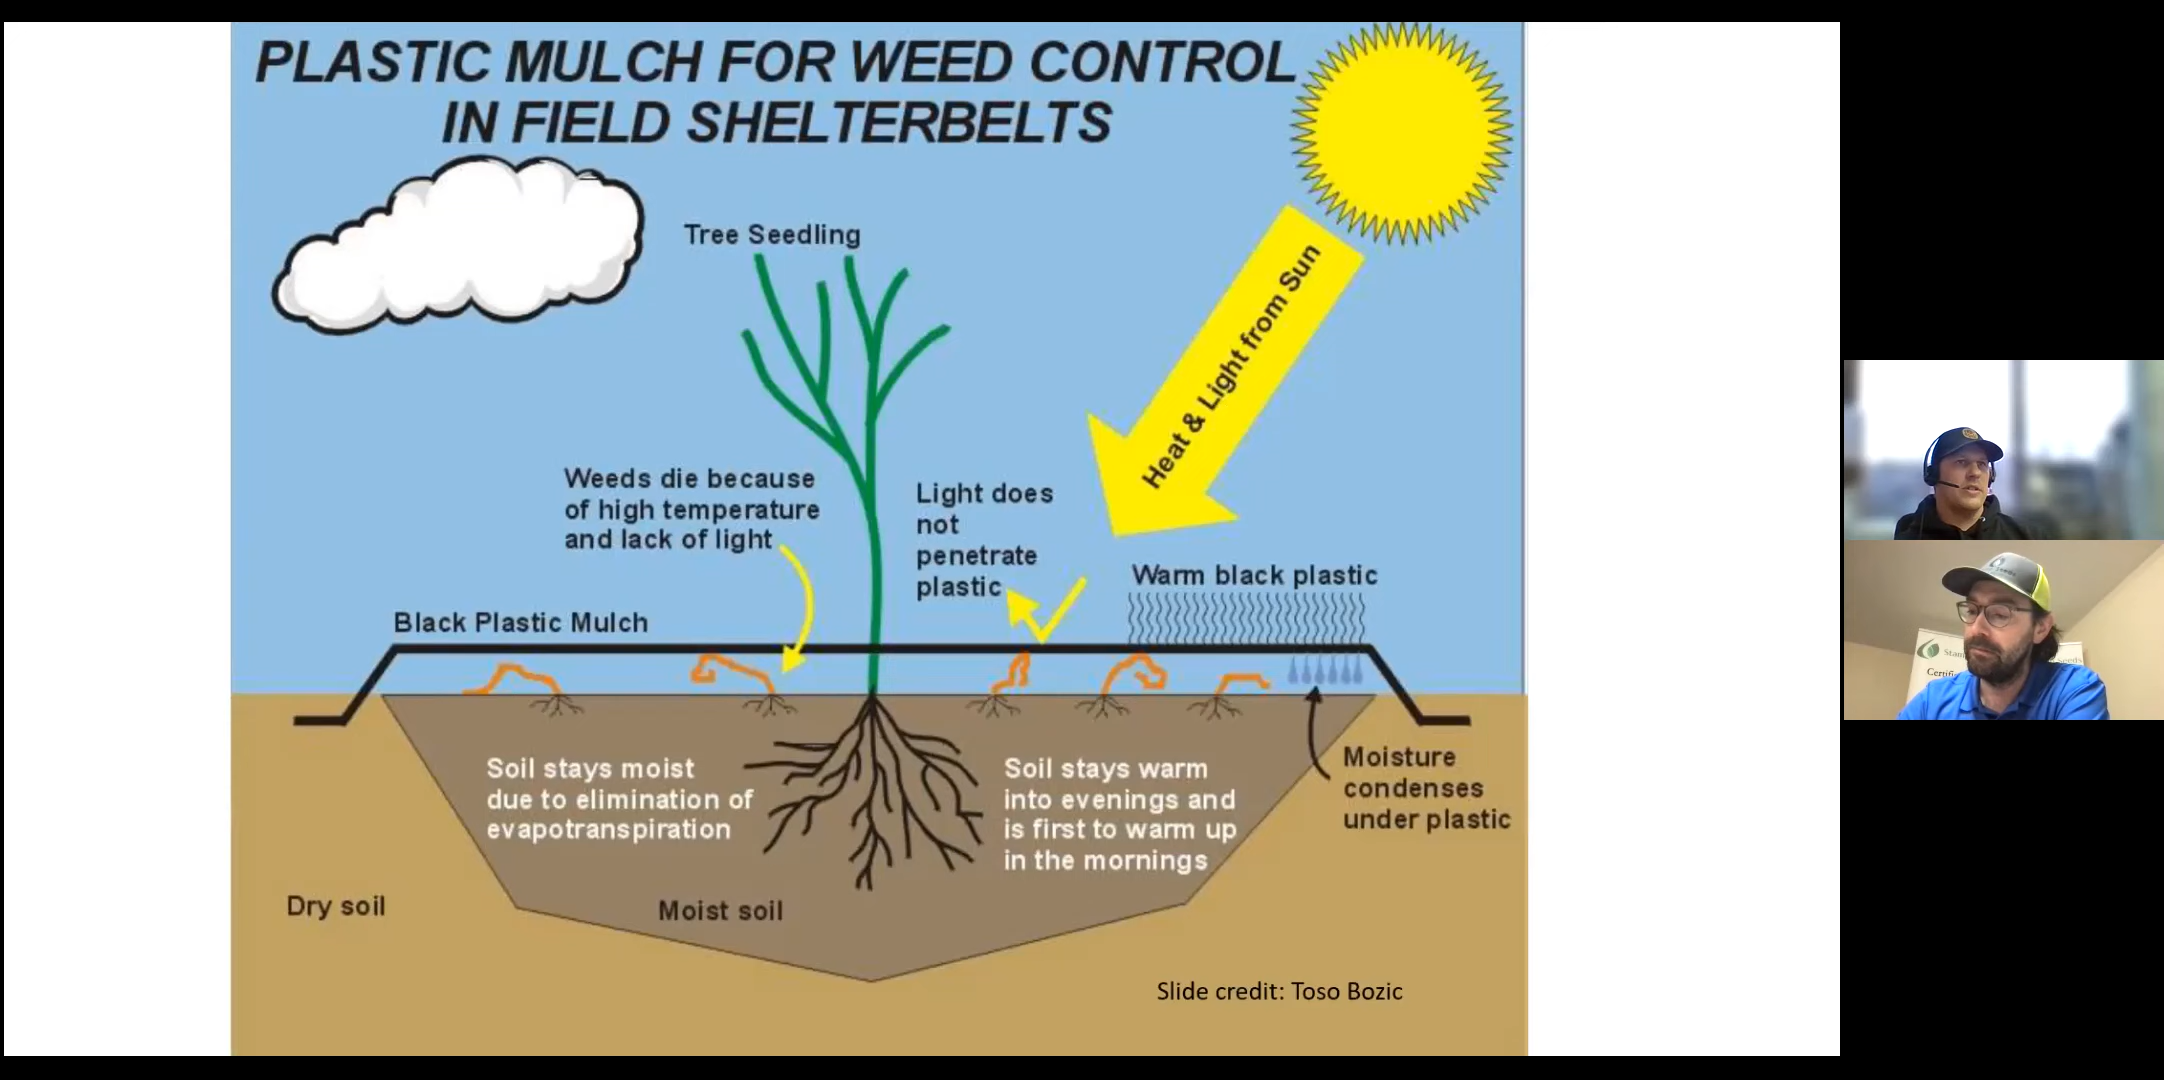 PLASTIC MULCH FOR WEED CONTROL
IN FIELD SHELTERBELTS
Tree Seedling
Heat & Light from Sun
Weeds die because
of high temperature
and lack of light
Light does
not
penetrate
plastic
Warm black plastic
Black Plastic Mulch
Soil stays moist
due to elimination of
evapotranspiration
Soil stays warm
into evenings and
is first to warm up
in the mornings
Moisture
condenses
under plastic
Dry soil
Moist soil
Slide credit: Toso Bozic